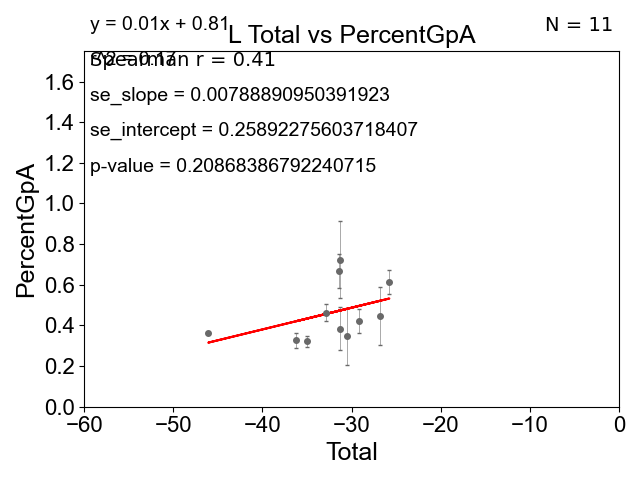 y = 0.01x + 0.81
N = 11
L Total vs PercentGpA
Spearman r = 0.41
se_slope = 0.00788890950391923
se_intercept = 0.25892275603718407
p-value = 0.20868386792240715
PercentGpA
1.6
1.4
1.2
1.0
0.8
0.6
0.4
0.2
0.0
−60
−50
−40
−30
−20
−10
0
Total